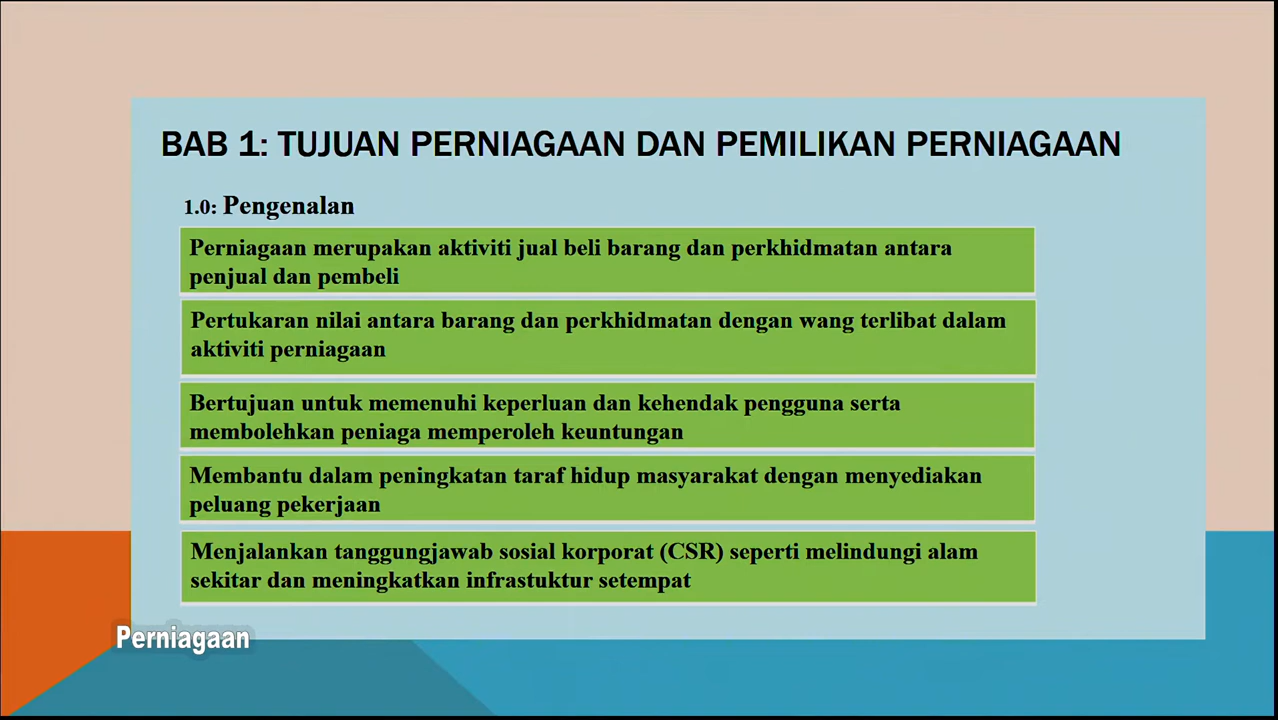 BAB 1: TUJUAN PERNIAGAAN DAN PEMILIKAN PERNIAGAAN
1.0: Pengenalan
Perniagaan merupakan aktiviti jual beli barang dan perkhidmatan antara
penjual dan pembeli
Pertukaran nilai antara barang dan perkhidmatan dengan wang terlibat dalam
aktiviti perniagaan
Bertujuan untuk memenuhi keperluan dan kehendak pengguna serta
membolehkan peniaga memperoleh keuntungan
Membantu dalam peningkatan taraf hidup masyarakat dengan menyediakan
peluang pekerjaan
Menjalankan tanggungjawab sosial korporat (CSR) seperti melindungi alam
sekitar dan meningkatkan infrastuktur setempat
Perniagaan